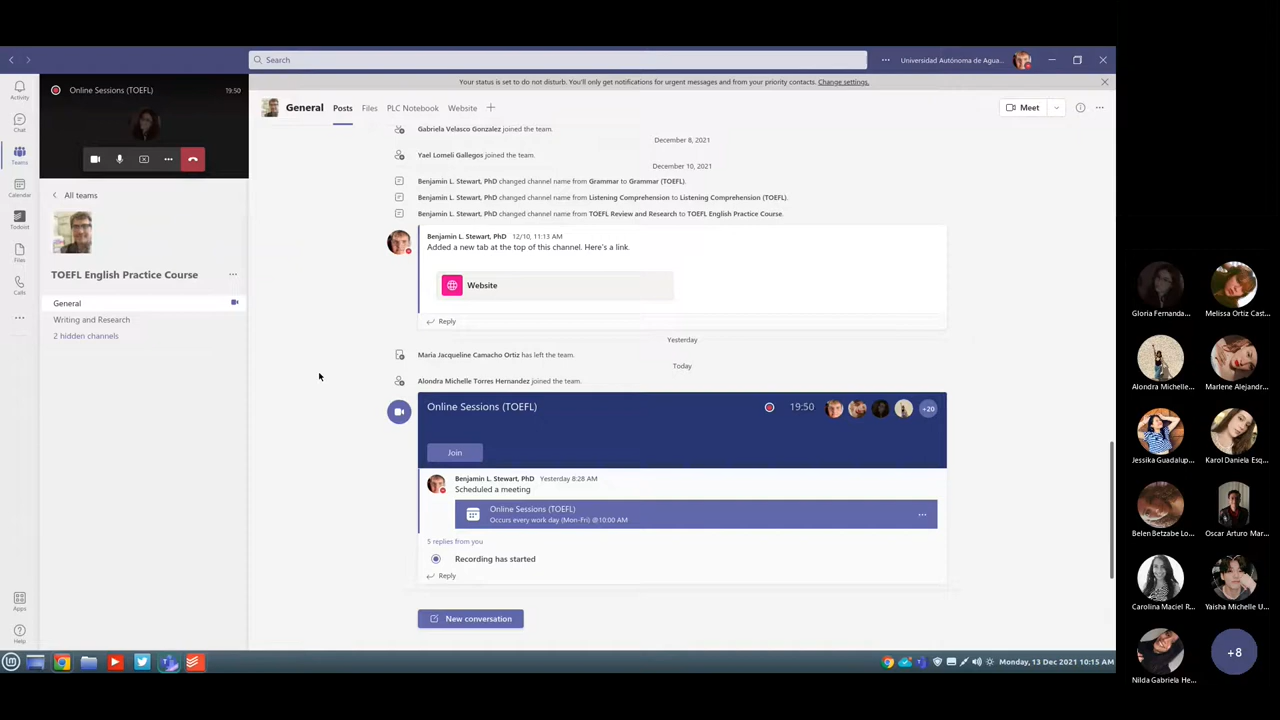 Search
Universidad Autónoma de Agua...
Your status is set to do not disturb. You'll only get notifications for urgent messages and from your priority contacts. Change settings.
Activity
Chat
Teams
Calendar
Todoist
Files
Calls
Apps
Help
Online Sessions (TOEFL)
19:50
All teams
TOEFL English Practice Course
General
Writing and Research
2 hidden channels
General
Posts
Files
PLC Notebook
Website
Meet
Gabriela Velasco Gonzalez joined the team.
December 8, 2021
Yael Lomeli Gallegos joined the team.
December 10, 2021
Benjamin L. Stewart, PhD changed channel name from Grammar to Grammar (TOEFL).
Benjamin L. Stewart, PhD changed channel name from Listening Comprehension to Listening Comprehension (TOEFL).
Benjamin L. Stewart, PhD changed channel name from TOEFL Review and Research to TOEFL English Practice Course.
Benjamin L. Stewart, PhD 12/10, 11:13 AM
Added a new tab at the top of this channel. Here's a link.
Website
Reply
Yesterday
Maria Jacqueline Camacho Ortiz has left the team.
Today
Alondra Michelle Torres Hernandez joined the team.
Online Sessions (TOEFL)
19:50
+20
Join
Benjamin L. Stewart, PhD Yesterday 8:28 AM
Scheduled a meeting
Online Sessions (TOEFL)
Occurs every work day (Mon-Fri) @10:00 AM
5 replies from you
Recording has started
Reply
New conversation
Monday, 13 Dec 2021 10:15 AM
Gloria Fernanda...
Melissa Ortiz Cast...
Alondra Michelle...
Marlene Alejandr...
Jessika Guadalup...
Karol Daniela Esq...
Belen Betzabe Lo...
Oscar Arturo Mar...
Carolina Maciel R...
Yaisha Michelle U...
Nilda Gabriela He...
+8